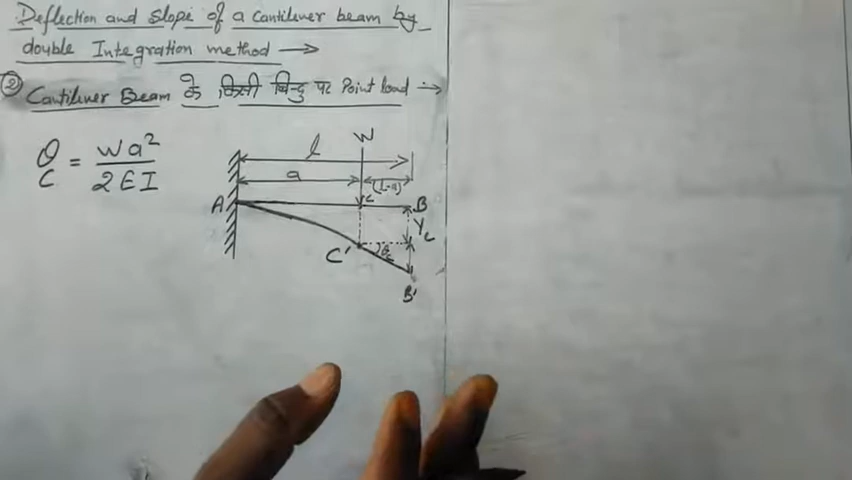 Deflection and Slope of a Cantilever beam by
double Integration method →
② Cantilever Beam के किसी बिन्दु पर Point load →
θc = Wa²/2EI
W
l
a
(l-a)
A
C
B
Yc
C'
θc
B'